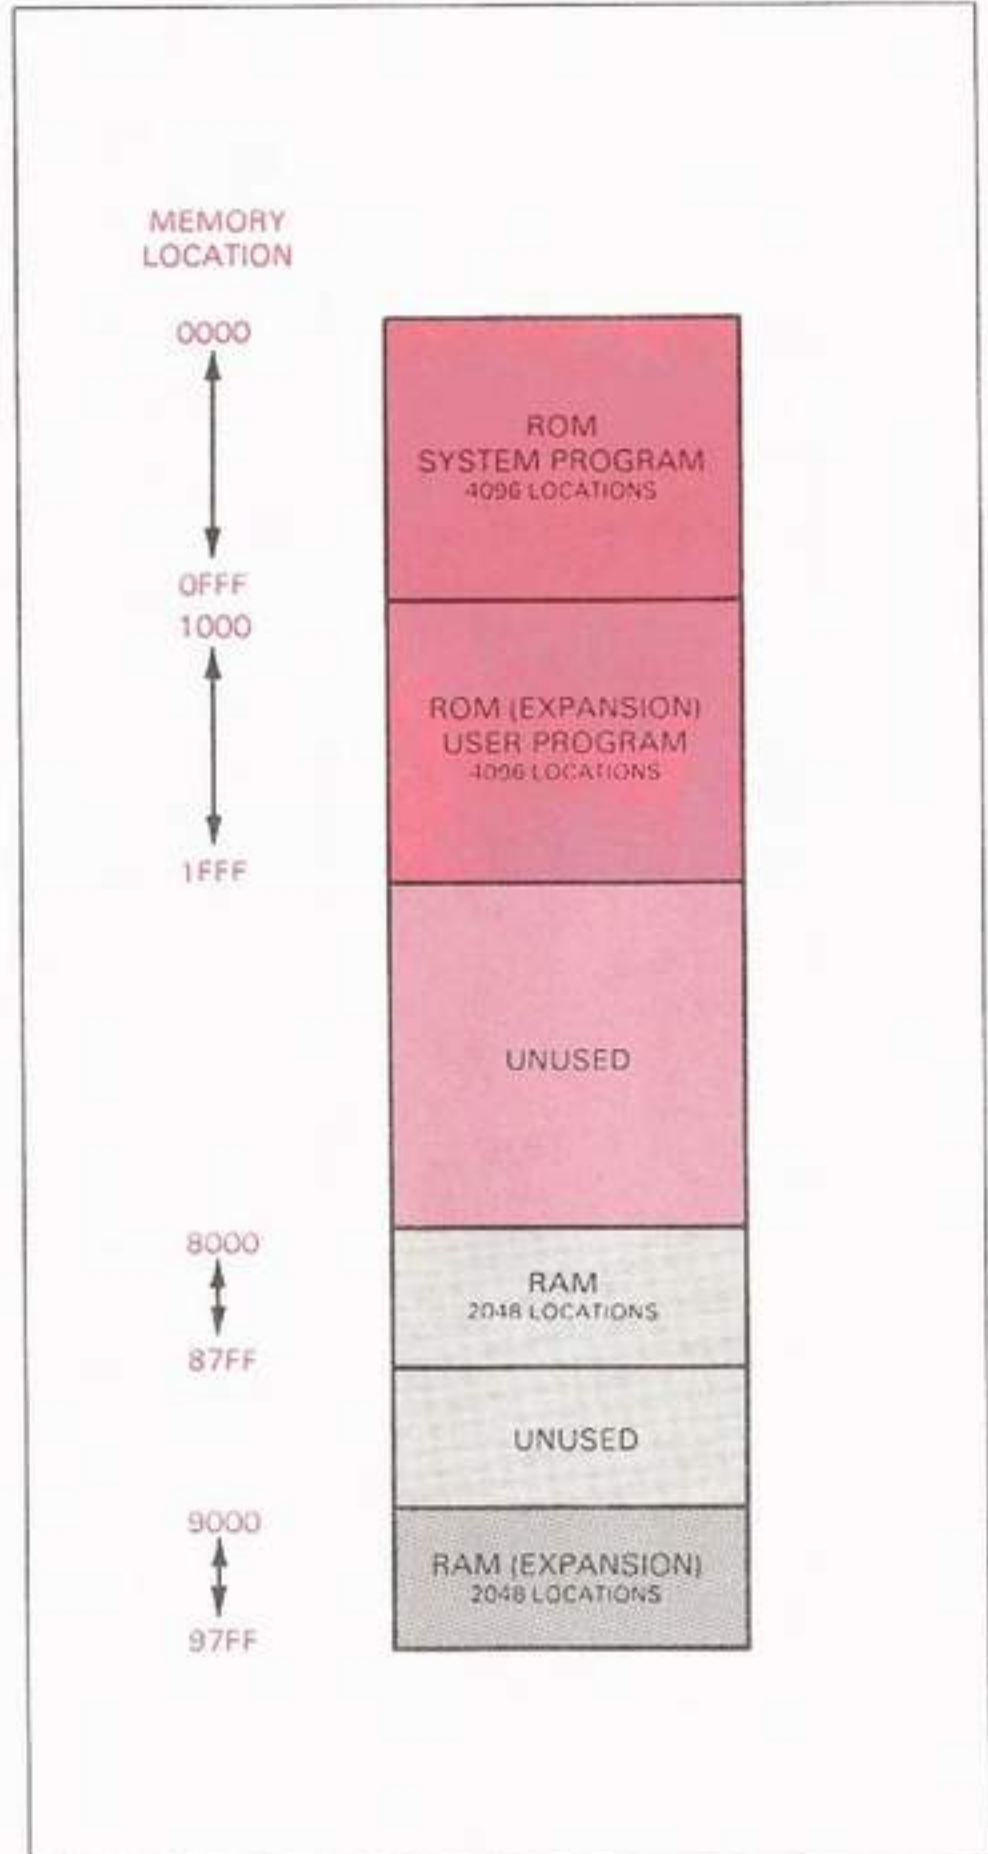 MEMORY
LOCATION
0000
0FFF
1000
1FFF
8000
87FF
9000
97FF
ROM
SYSTEM PROGRAM
4096 LOCATIONS
ROM (EXPANSION)
USER PROGRAM
4096 LOCATIONS
UNUSED
RAM
2048 LOCATIONS
UNUSED
RAM (EXPANSION)
2048 LOCATIONS